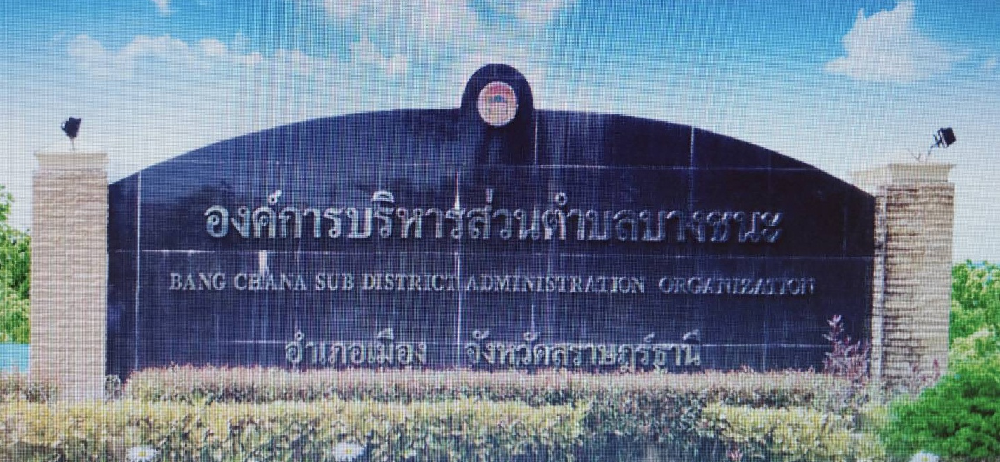 องค์การบริหารส่วนตำบลบางชนะ
BANG CHANA SUB DISTRICT ADMINISTRATION ORGANIZATION
อำเภอเมือง จังหวัดสุราษฎร์ธานี